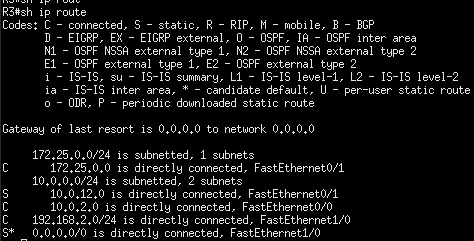 R3#sh ip rout
R3#sh ip route
Codes: C - connected, S - static, R - RIP, M - mobile, B - BGP
D - EIGRP, EX - EIGRP external, O - OSPF, IA - OSPF inter area
N1 - OSPF NSSA external type 1, N2 - OSPF NSSA external type 2
E1 - OSPF external type 1, E2 - OSPF external type 2
i - IS-IS, su - IS-IS summary, L1 - IS-IS level-1, L2 - IS-IS level-2
ia - IS-IS inter area, * - candidate default, U - per-user static route
o - ODR, P - periodic downloaded static route
Gateway of last resort is 0.0.0.0 to network 0.0.0.0
172.25.0.0/24 is subnetted, 1 subnets
C 172.25.0.0 is directly connected, FastEthernet0/1
10.0.0.0/24 is subnetted, 2 subnets
S 10.0.12.0 is directly connected, FastEthernet0/1
C 10.0.2.0 is directly connected, FastEthernet0/0
C 192.168.2.0/24 is directly connected, FastEthernet1/0
S* 0.0.0.0/0 is directly connected, FastEthernet1/0